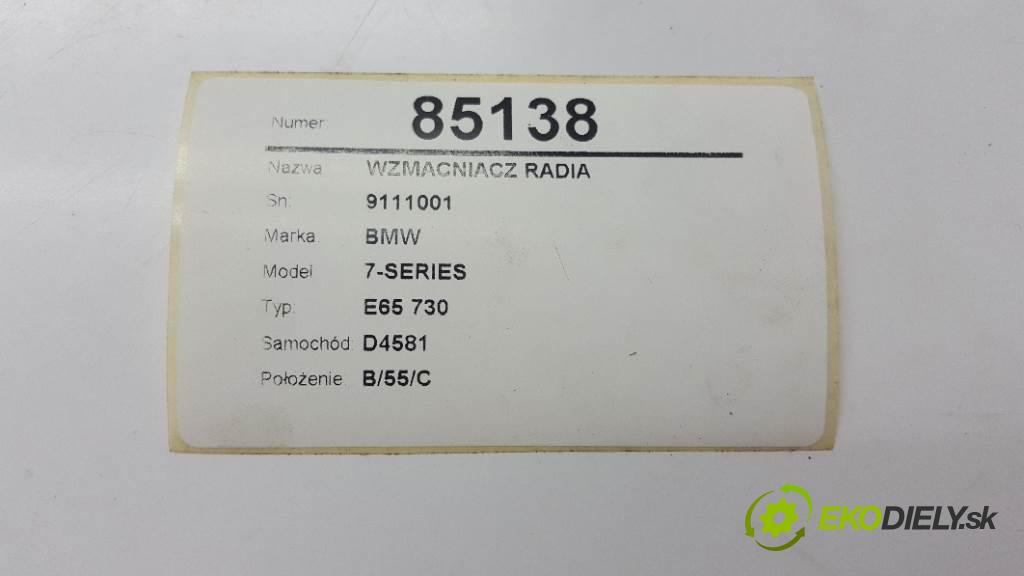 Numer: 85138
Nazwa WZMACNIACZ RADIA
Sn: 9111001
Marka: BMW
Model 7-SERIES
Typ: E65 730
Samochód: D4581
Położenie: B/55/C
EKODIELY.sk